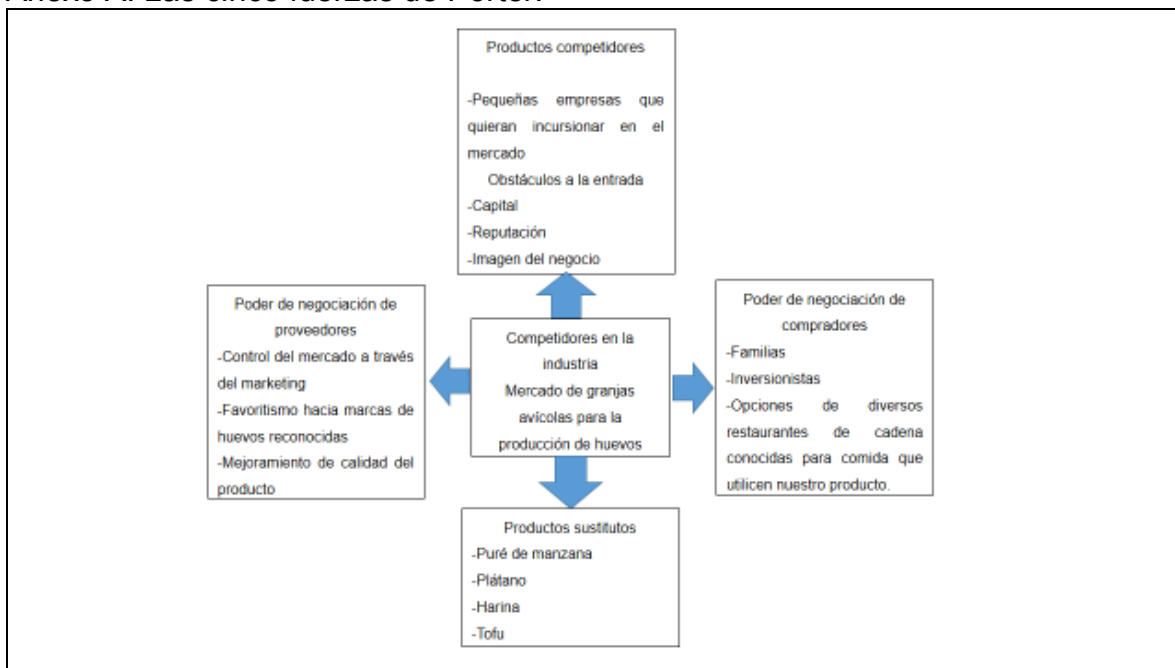 Anexo A. Las cinco fuerzas de Porter.
Productos competidores
-Pequeñas empresas que
quieran incursionar en el
mercado
Obstáculos a la entrada
-Capital
-Reputación
-Imagen del negocio
Poder de negociación de
proveedores
-Control del mercado a través
del marketing
-Favoritismo hacia marcas de
huevos reconocidas
-Mejoramiento de calidad del
producto
Competidores en la
industria
Mercado de granjas
avícolas para la
producción de huevos
Poder de negociación de
compradores
-Familias
-Inversionistas
-Opciones de diversos
restaurantes de cadena
conocidas para comida que
utilicen nuestro producto.
Productos sustitutos
-Puré de manzana
-Plátano
-Harina
-Tofu